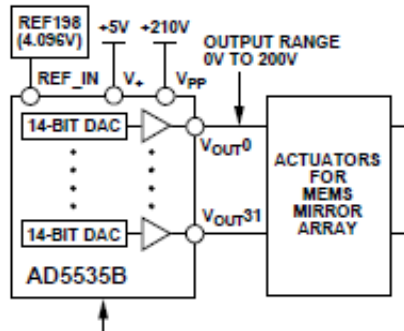 REF198
(4.096V)
+5V
+210V
OUTPUT RANGE
0V TO 200V
REF_IN
V+
VPP
14-BIT DAC
VOUT0
ACTUATORS
FOR
MEMS
MIRROR
ARRAY
14-BIT DAC
VOUT31
AD5535B